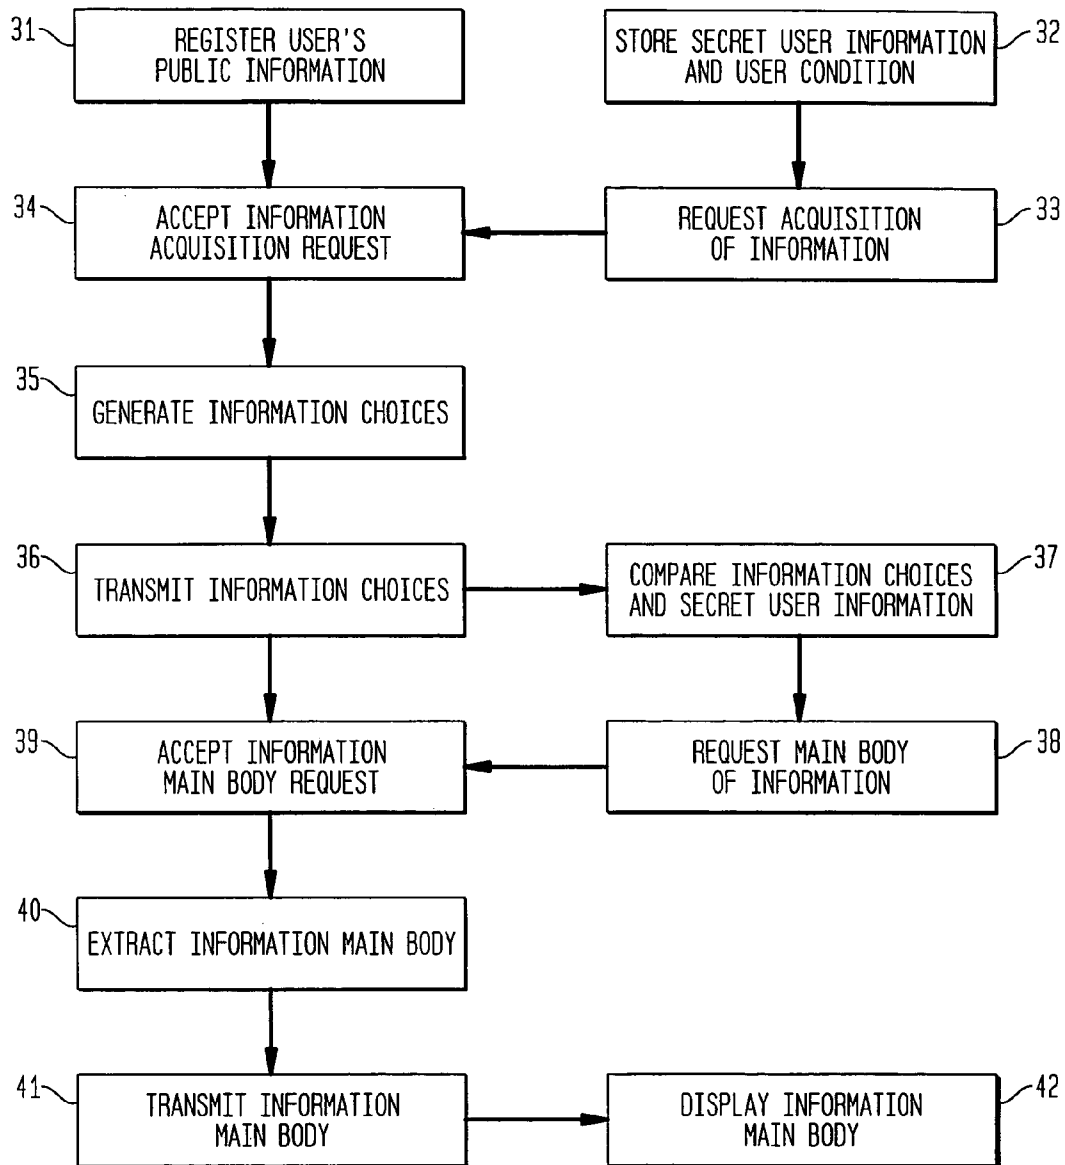 31
REGISTER USER'S
PUBLIC INFORMATION
STORE SECRET USER INFORMATION
AND USER CONDITION
32
34
ACCEPT INFORMATION
ACQUISITION REQUEST
REQUEST ACQUISITION
OF INFORMATION
33
35
GENERATE INFORMATION CHOICES
36
TRANSMIT INFORMATION CHOICES
COMPARE INFORMATION CHOICES
AND SECRET USER INFORMATION
37
39
ACCEPT INFORMATION
MAIN BODY REQUEST
REQUEST MAIN BODY
OF INFORMATION
38
40
EXTRACT INFORMATION MAIN BODY
41
TRANSMIT INFORMATION
MAIN BODY
DISPLAY INFORMATION
MAIN BODY
42